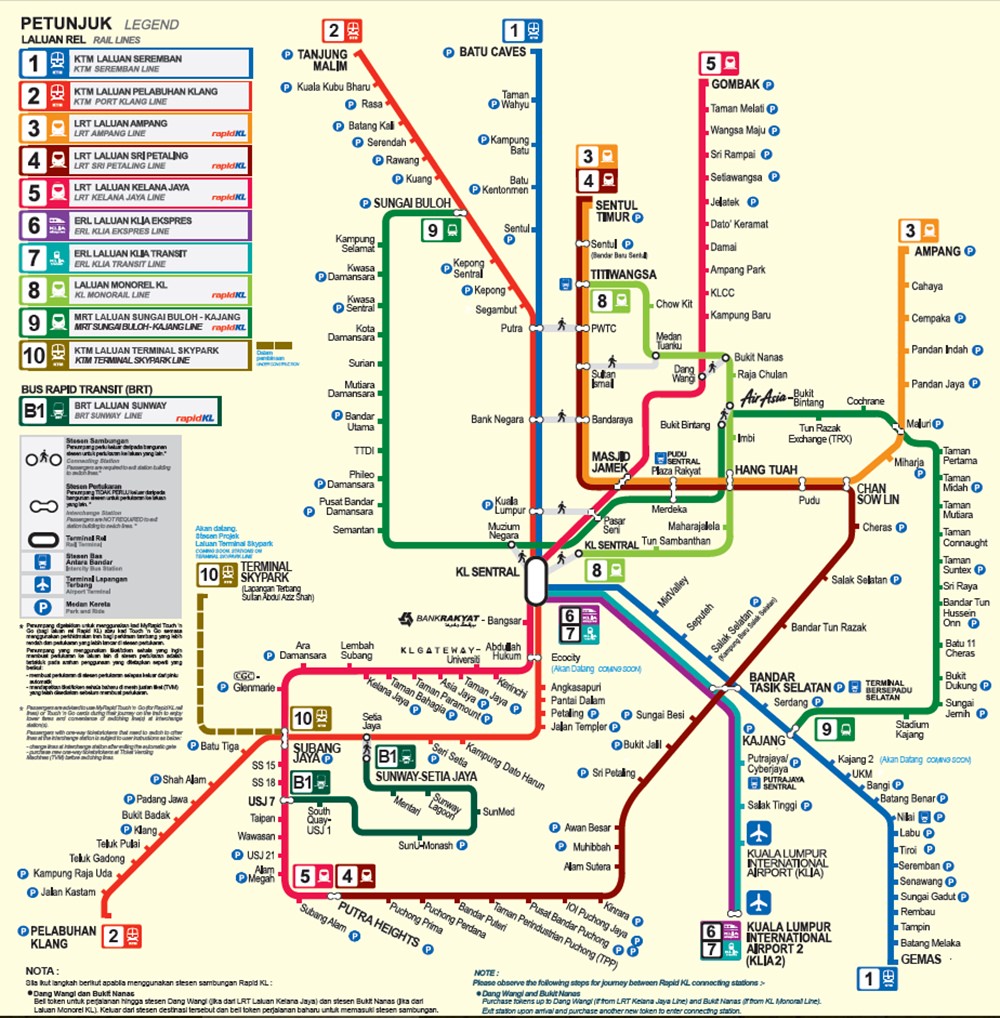 PETUNJUK LEGEND
LALUAN REL RAIL LINES
1 KTM LALUAN SEREMBAN
KTM SEREMBAN LINE
2 KTM LALUAN PELABUHAN KLANG
KTM PORT KLANG LINE
3 LRT LALUAN AMPANG
LRT AMPANG LINE rapidKL
4 LRT LALUAN SRI PETALING
LRT SRI PETALING LINE rapidKL
5 LRT LALUAN KELANA JAYA
LRT KELANA JAYA LINE rapidKL
6 ERL LALUAN KLIA EKSPRES
ERL KLIA EKSPRES LINE
7 ERL LALUAN KLIA TRANSIT
ERL KLIA TRANSIT LINE
8 LALUAN MONOREL KL
KL MONORAIL LINE rapidKL
9 MRT LALUAN SUNGAI BULOH - KAJANG
MRT SUNGAI BULOH - KAJANG LINE rapidKL
10 KTM LALUAN TERMINAL SKYPARK
KTM TERMINAL SKYPARK LINE
Dalam pembinaan
UNDER CONSTRUCTION
BUS RAPID TRANSIT (BRT)
B1 BRT LALUAN SUNWAY
BRT SUNWAY LINE rapidKL
Stesen Sambungan
Connecting Station
Passengers are required to exit station building
to switch lines.*
Stesen Pertukaran
Interchange Station
Passengers are NOT REQUIRED to exit
station building to switch lines.*
Terminal Rel
Rail Terminal
Stesen Bas
Antara Bandar
Intercity Bus Station
Terminal Lapangan
Terbang
Airport Terminal
P Medan Kereta
Park and Ride
2
TANJUNG
MALIM
Kuala Kubu Bharu
Rasa
Batang Kali
Serendah
Rawang
Kuang
SUNGAI BULOH
9
Kepong
Sentral
Kepong
Segambut
Putra
Bank Negara
Kuala
Lumpur
1
BATU CAVES
Taman
Wahyu
Kampung
Batu
Batu
Kentonmen
Sentul
3
4
SENTUL
TIMUR
Sentul
(Bandar Baru Sentul)
TITIWANGSA
8
Chow Kit
Medan
Tuanku
PWTC
Sultan
Ismail
Bandaraya
MASJID
JAMEK
5
GOMBAK
Taman Melati
Wangsa Maju
Sri Rampai
Setiawangsa
Jelatek
Dato' Keramat
Damai
Ampang Park
KLCC
Kampung Baru
Dang
Wangi
Bukit Nanas
Raja Chulan
AirAsia - Bukit
Bintang
Bukit Bintang
Imbi
3
AMPANG
Cahaya
Cempaka
Pandan Indah
Pandan Jaya
Maluri
Miharja
Cochrane
Tun Razak
Exchange (TRX)
PUDU
SENTRAL
Plaza Rakyat
HANG TUAH
Merdeka
Pudu
CHAN
SOW LIN
Maharajalela
Tun Sambanthan
Pasar
Seni
KL SENTRAL
8
Kampung
Selamat
Kwasa
Damansara
Kwasa
Sentral
Kota
Damansara
Surian
Mutiara
Damansara
Bandar
Utama
TTDI
Phileo
Damansara
Pusat Bandar
Damansara
Semantan
Muzium
Negara
KL SENTRAL
Taman
Pertama
Taman
Midah
Taman
Mutiara
Taman
Connaught
Taman
Suntex
Sri Raya
Bandar Tun
Hussein
Onn
Batu 11
Cheras
Bukit
Dukung
Sungai
Jernih
Stadium
Kajang
9
Cheras
Salak Selatan
Bandar Tun Razak
BANDAR
TASIK SELATAN
TERMINAL
BERSEPADU
SELATAN
MidValley
Seputeh
Salak Selatan
(Kampung Baru Salak Selatan)
Serdang
KAJANG
Kajang 2 (Akan Datang COMING SOON)
UKM
Bangi
Batang Benar
Nilai
Labu
Tiroi
Seremban
Senawang
Sungai Gadut
Rembau
Tampin
Batang Melaka
GEMAS
1
Putrajaya/
Cyberjaya
PUTRAJAYA
SENTRAL
Salak Tinggi
KUALA LUMPUR
INTERNATIONAL
AIRPORT (KLIA)
KUALA LUMPUR
INTERNATIONAL
AIRPORT 2
(KLIA2)
6
7
6
7
BANKRAKYAT - Bangsar
KLGATEWAY - Universiti
Abdullah
Hukum
Ecocity
(Akan Datang COMING SOON)
Angkasapuri
Pantai Dalam
Petaling
Jalan Templer
Kerinchi
Taman Jaya
Asia Jaya
Taman Paramount
Taman Bahagia
Kelana Jaya
Lembah
Subang
Ara
Damansara
CGC - Glenmarie
Akan datang.
Stesen Projek
Laluan Terminal Skypark
COMING SOON. STATIONS ON
TERMINAL SKYPARK LINE
10
TERMINAL
SKYPARK
(Lapangan Terbang
Sultan Abdul Aziz Shah)
10
SUBANG
JAYA
Setia
Jaya
B1
SUNWAY-SETIA JAYA
Seri Setia
Kampung Dato Harun
Mentari
Sunway
Lagoon
SunMed
SunU-Monash
South
Quay-
USJ 1
B1
SS 15
SS 18
USJ 7
Taipan
Wawasan
USJ 21
Alam
Megah
Subang Alam
5
4
PUTRA HEIGHTS
Puchong Prima
Puchong Perdana
Bandar Puteri
Taman Perindustrian Puchong (TPP)
Pusat Bandar Puchong
IOI Puchong Jaya
Kinrara
Alam Sutera
Muhibbah
Awan Besar
Sri Petaling
Bukit Jalil
Sungai Besi
Batu Tiga
Shah Alam
Padang Jawa
Bukit Badak
Klang
Teluk Pulai
Teluk Gadong
Kampung Raja Uda
Jalan Kastam
PELABUHAN
KLANG
2
NOTA :
Sila ikut langkah berikut apabila menggunakan stesen sambungan Rapid KL :
Dang Wangi dan Bukit Nanas
Beli token untuk perjalanan hingga stesen Dang Wangi (jika dari LRT Laluan Kelana Jaya) dan stesen Bukit Nanas (jika dari
Laluan Monorel KL). Keluar dari stesen destinasi tersebut dan beli token perjalanan baharu untuk memasuki stesen sambungan.
NOTE :
Please observe the following steps for journey between Rapid KL connecting stations :-
Dang Wangi and Bukit Nanas
Purchase tokens up to Dang Wangi (if from LRT Kelana Jaya Line) and Bukit Nanas (if from KL Monorail Line).
Exit station upon arrival and purchase another new token to enter connecting station.